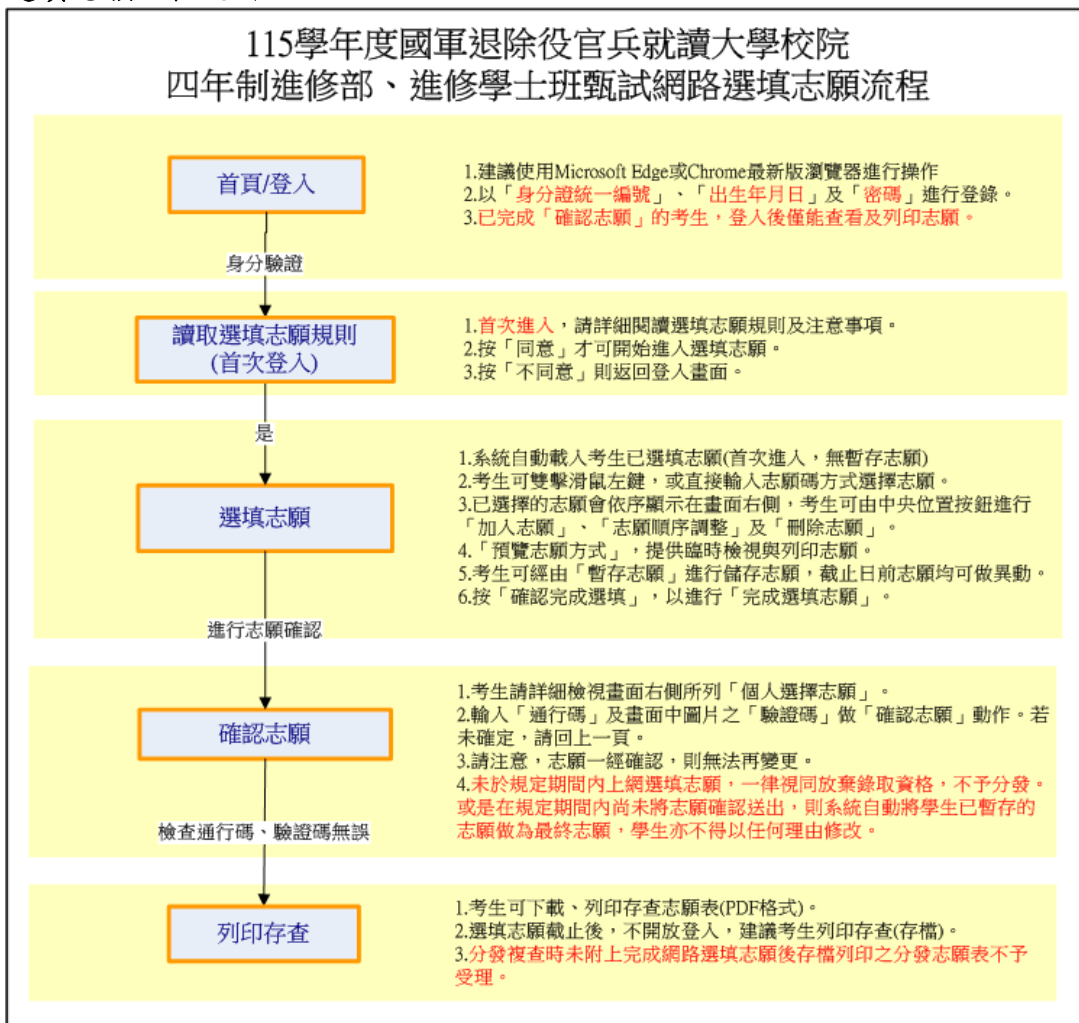 115學年度國軍退除役官兵就讀大學校院
四年制進修部、進修學士班甄試網路選填志願流程
首頁/登入
1.建議使用Microsoft Edge或Chrome最新版瀏覽器進行操作
2.以「身分證統一編號」、「出生年月日」及「密碼」進行登錄。
3.已完成「確認志願」的考生，登入後僅能查看及列印志願。
身分驗證
讀取選填志願規則
(首次登入)
1.首次進入，請詳細閱讀選填志願規則及注意事項。
2.按「同意」才可開始進入選填志願。
3.按「不同意」則返回登入畫面。
是
選填志願
1.系統自動載入考生已選填志願(首次進入，無暫存志願)
2.考生可雙擊滑鼠左鍵，或直接輸入志願碼方式選擇志願。
3.已選擇的志願會依序顯示在畫面右側，考生可由中央位置按鈕進行
「加入志願」、「志願順序調整」及「刪除志願」。
4.「預覽志願方式」，提供臨時檢視與列印志願。
5.考生可經由「暫存志願」進行儲存志願，截止日前志願均可做異動。
6.按「確認完成選填」，以進行「完成選填志願」。
進行志願確認
確認志願
1.考生請詳細檢視畫面右側所列「個人選擇志願」。
2.輸入「通行碼」及畫面中圖片之「驗證碼」做「確認志願」動作。若
未確定，請回上一頁。
3.請注意，志願一經確認，則無法再變更。
4.未於規定期間內上網選填志願，一律視同放棄錄取資格，不予分發。
或是在規定期間內尚未將志願確認送出，則系統自動將學生已暫存的
志願做為最終志願，學生亦不得以任何理由修改。
檢查通行碼、驗證碼無誤
列印存查
1.考生可下載、列印存查志願表(PDF格式)。
2.選填志願截止後，不開放登入，建議考生列印存查(存檔)。
3.分發複查時未附上完成網路選填志願後存檔列印之分發志願表不予
受理。